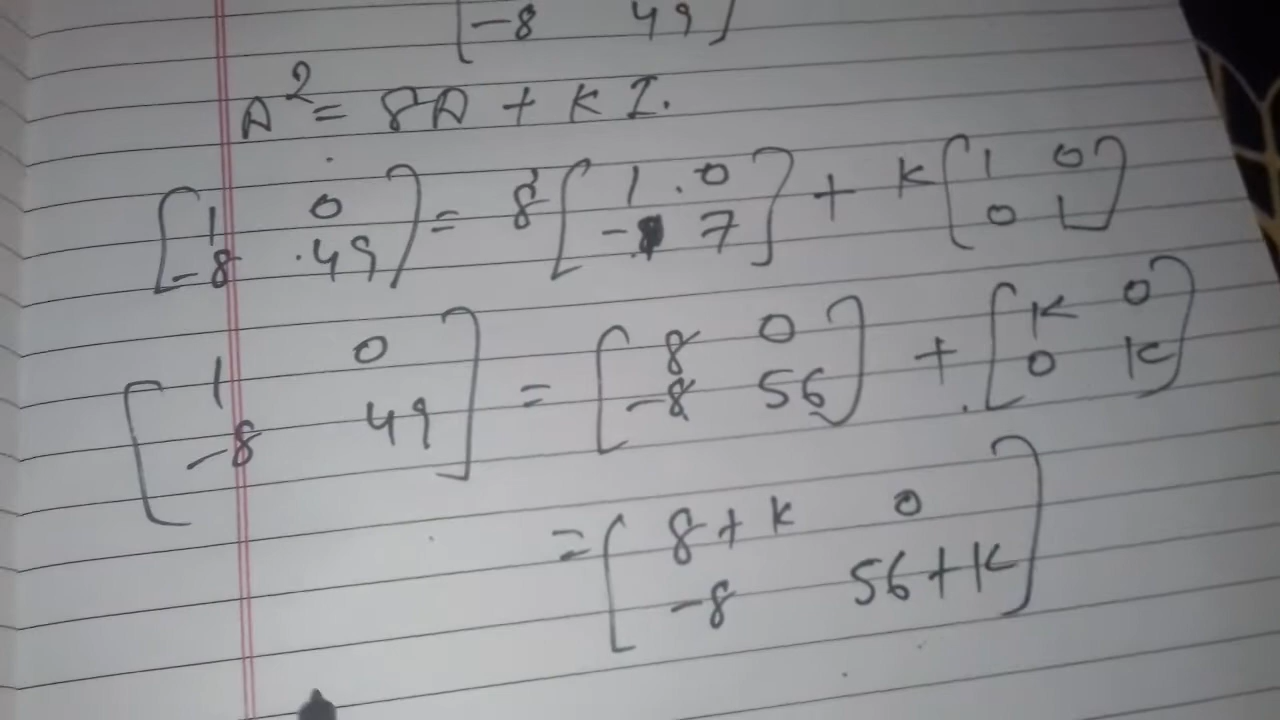 -8 49
A² = 8A + KI.
[1 0 -8 .49] = 8[1 .0 -1 7] + K[1 0 0 1]
[1 0 -8 49] = [8 0 -8 56] + [K 0 0 K]
= [8+K 0 -8 56+K]